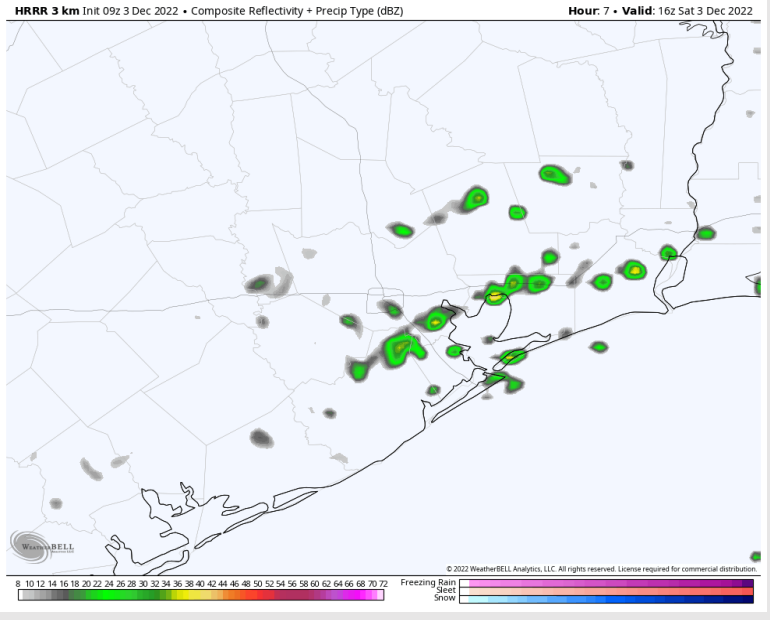 HRRR 3 km Init 09z 3 Dec 2022 • Composite Reflectivity + Precip Type (dBZ) Hour: 7 • Valid: 16z Sat 3 Dec 2022
WEATHERBELL
© 2022 WeatherBELL Analytics, LLC. All rights reserved. License required for commercial distribution.
8 10 12 14 16 18 20 22 24 26 28 30 32 34 36 38 40 42 44 46 48 50 52 54 56 58 60 62 64 66 68 70 72
Freezing Rain
Sleet
Snow